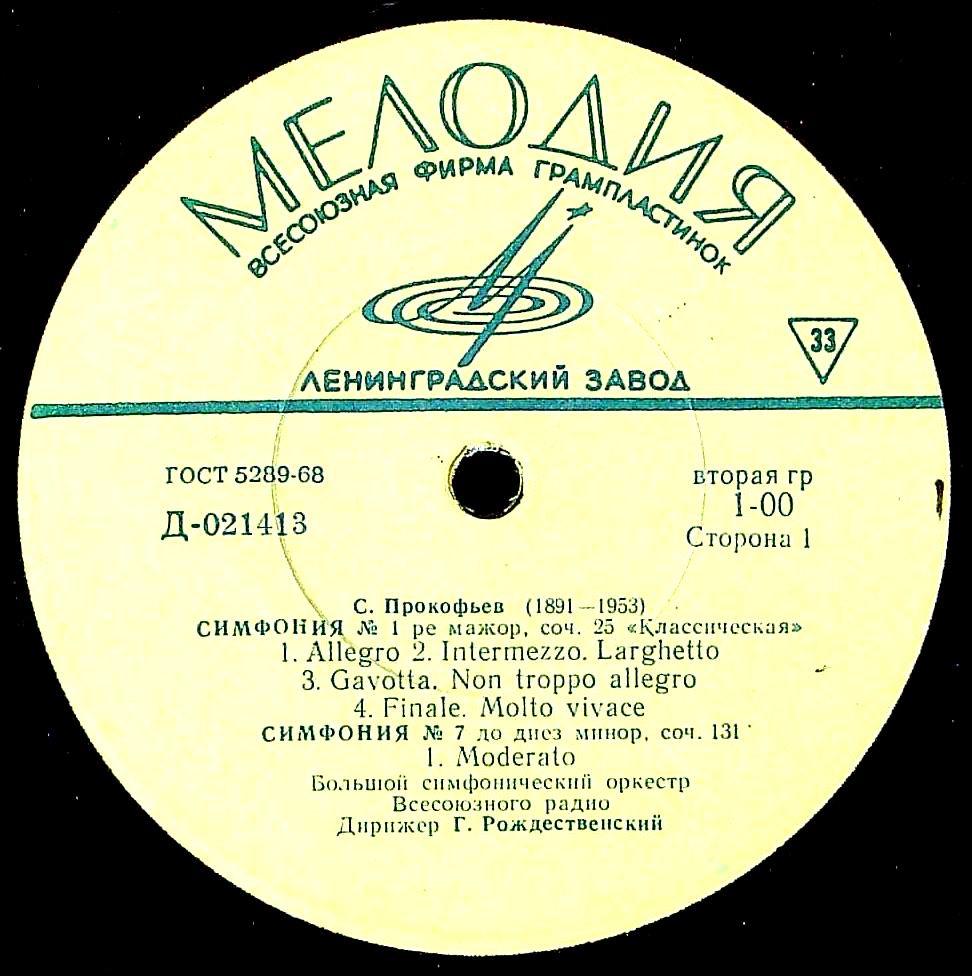 МЕЛОДИЯ
ВСЕСОЮЗНАЯ ФИРМА ГРАМПЛАСТИНОК
33
ЛЕНИНГРАДСКИЙ ЗАВОД
ГОСТ 5289-68
вторая гр
Д-021413
1-00
Сторона 1
С. Прокофьев (1891—1953)
СИМФОНИЯ № 1 ре мажор, соч. 25 «Классическая»
1. Allegro 2. Intermezzo. Larghetto
3. Gavotta. Non troppo allegro
4. Finale. Molto vivace
СИМФОНИЯ № 7 до диез минор, соч. 131
1. Moderato
Большой симфонический оркестр
Всесоюзного радио
Дирижер Г. Рождественский